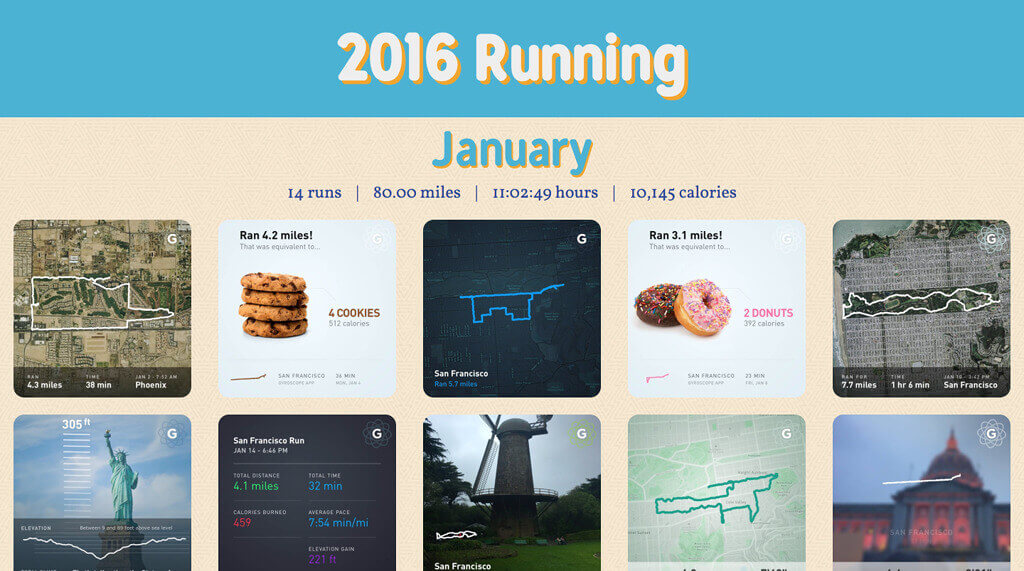 2016 Running
January
14 runs | 80.00 miles | 11:02:49 hours | 10,145 calories
G
RAN TIME JAN 2 - 7:52 AM
4.3 miles 38 min Phoenix
Ran 4.2 miles!
That was equivalent to...
G
4 COOKIES
512 calories
SAN FRANCISCO 36 MIN
GYROSCOPE APP MON, JAN 4
G
San Francisco
Ran 5.7 miles
Ran 3.1 miles!
That was equivalent to...
G
2 DONUTS
392 calories
SAN FRANCISCO 23 MIN
GYROSCOPE APP FRI, JAN 8
G
RAN FOR TIME JAN 10 - 2:42 PM
7.7 miles 1 hr 6 min San Francisco
305 ft
G
ELEVATION Between 9 and 89 feet above sea level
San Francisco Run
JAN 14 - 6:46 PM
G
TOTAL DISTANCE TOTAL TIME
4.1 miles 32 min
CALORIES BURNED AVERAGE PACE
459 7:54 min/mi
ELEVATION GAIN
221 ft
G
San Francisco
G
Haight Ashbury
Cole Valley
G
SAN FRANCISCO